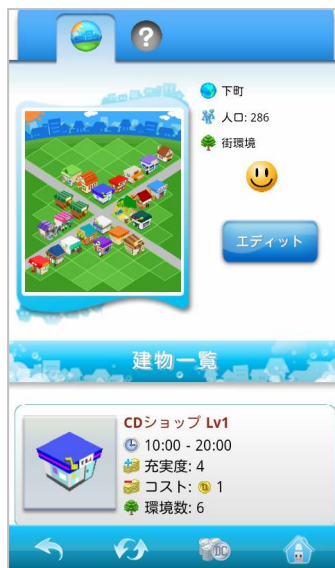 ?
下町
人口: 286
街環境
エディット
建物一覧
CDショップ Lv1
10:00 - 20:00
充実度: 4
コスト: 1
環境数: 6
DC